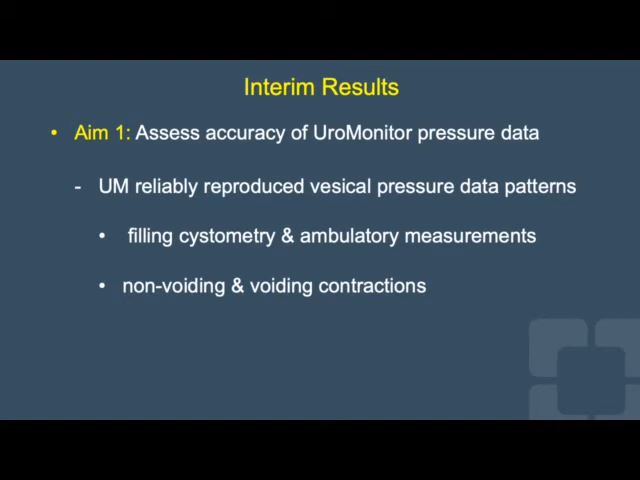 Interim Results
• Aim 1: Assess accuracy of UroMonitor pressure data
- UM reliably reproduced vesical pressure data patterns
• filling cystometry & ambulatory measurements
• non-voiding & voiding contractions